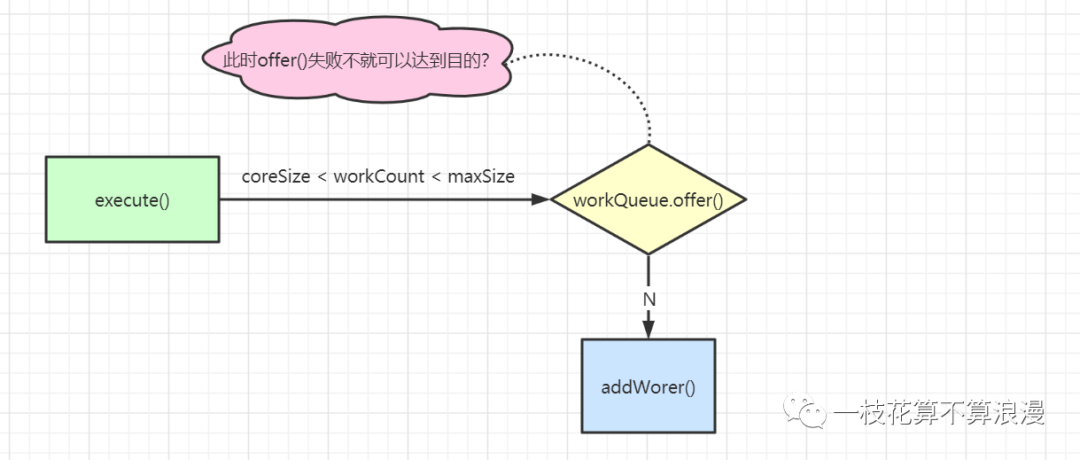 此时offer()失败不就可以达到目的?
execute()
coreSize < workCount < maxSize
workQueue.offer()
N
addWorer()
一枝花算不算浪漫